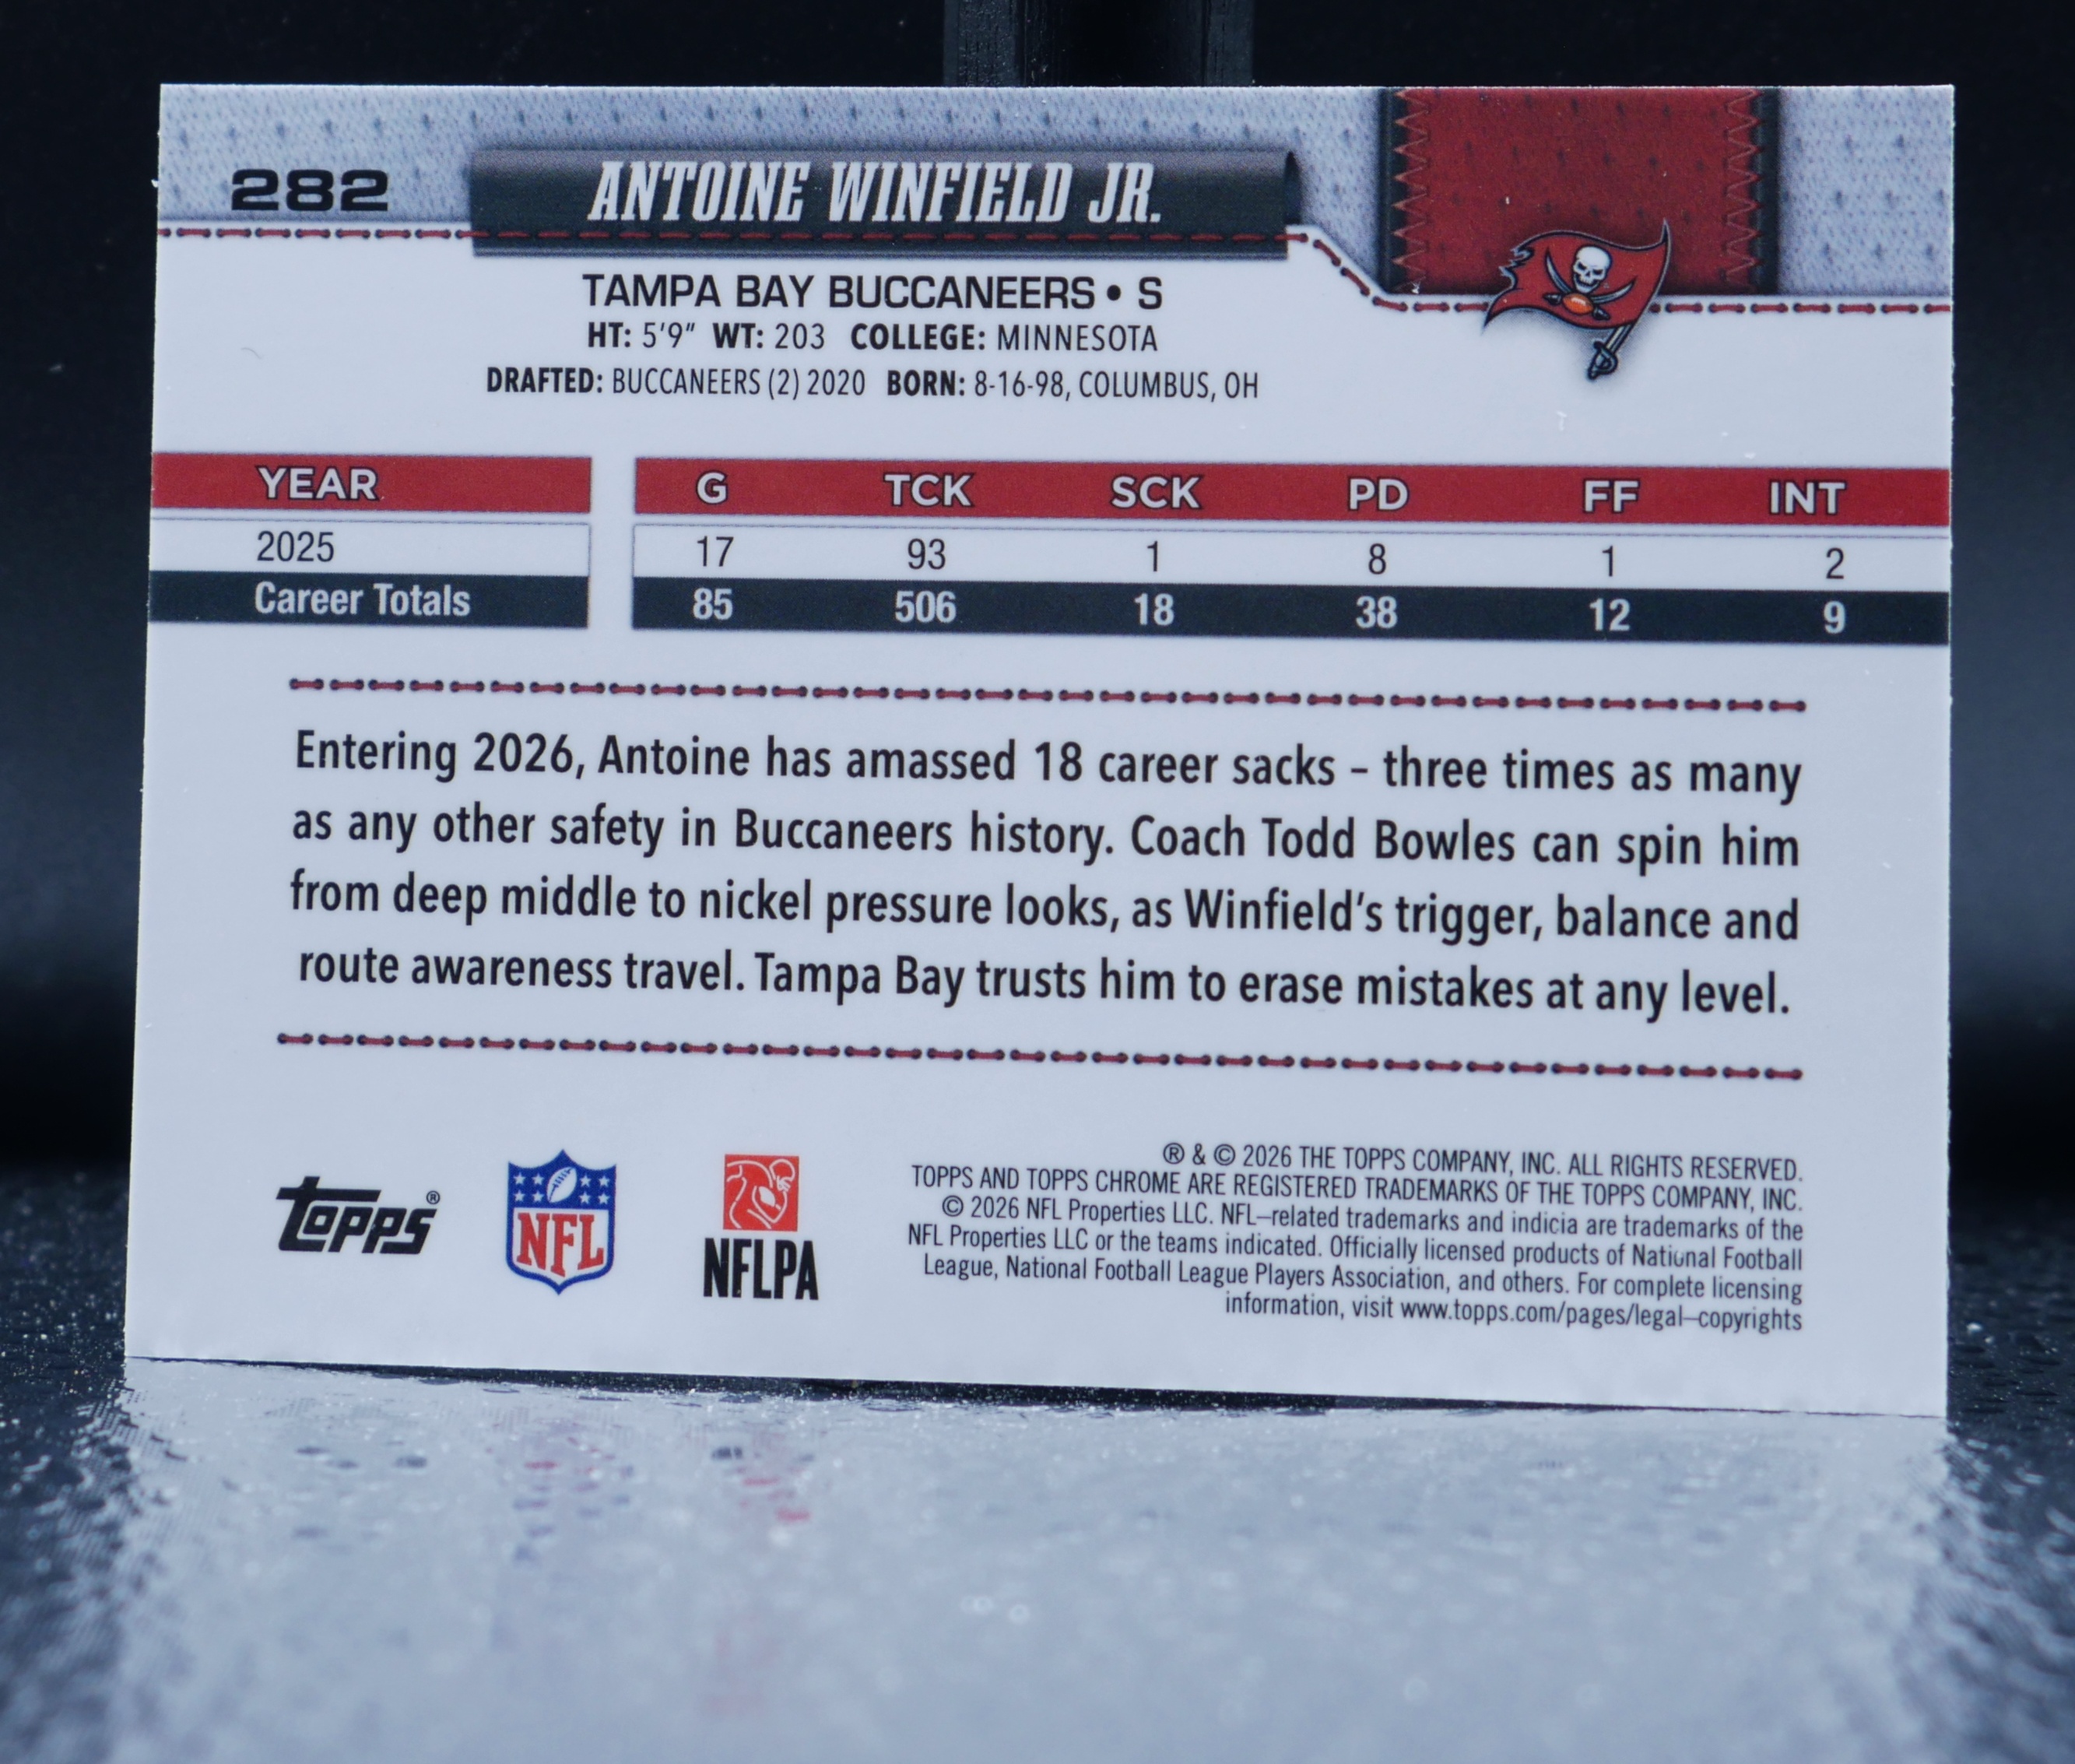 282
ANTOINE WINFIELD JR.
TAMPA BAY BUCCANEERS • S
HT: 5'9" WT: 203 COLLEGE: MINNESOTA
DRAFTED: BUCCANEERS (2) 2020 BORN: 8-16-98, COLUMBUS, OH
YEAR G TCK SCK PD FF INT
2025 17 93 1 8 1 2
Career Totals 85 506 18 38 12 9
Entering 2026, Antoine has amassed 18 career sacks – three times as many
as any other safety in Buccaneers history. Coach Todd Bowles can spin him
from deep middle to nickel pressure looks, as Winfield's trigger, balance and
route awareness travel. Tampa Bay trusts him to erase mistakes at any level.
Topps®
NFL
NFLPA
® & © 2026 THE TOPPS COMPANY, INC. ALL RIGHTS RESERVED.
TOPPS AND TOPPS CHROME ARE REGISTERED TRADEMARKS OF THE TOPPS COMPANY, INC.
© 2026 NFL Properties LLC. NFL–related trademarks and indicia are trademarks of the
NFL Properties LLC or the teams indicated. Officially licensed products of National Football
League, National Football League Players Association, and others. For complete licensing
information, visit www.topps.com/pages/legal–copyrights